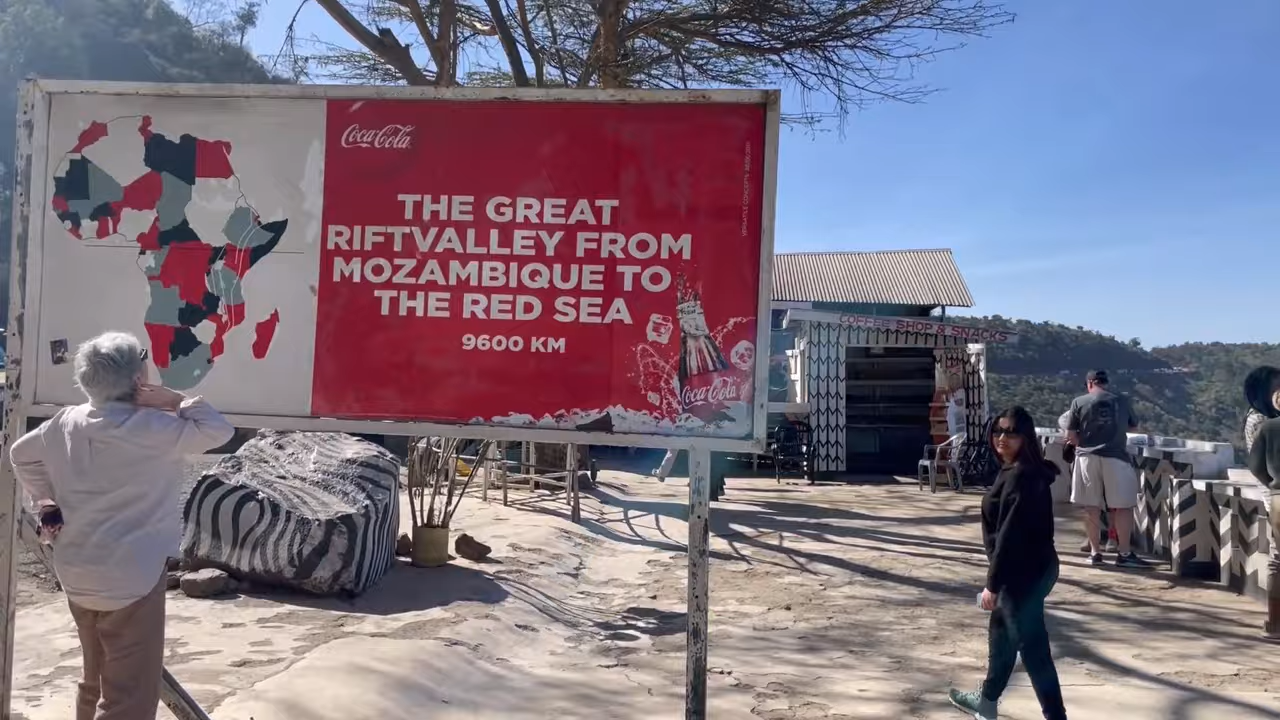 Coca-Cola
THE GREAT
RIFTVALLEY FROM
MOZAMBIQUE TO
THE RED SEA
9600 KM
Coca-Cola
COFFEE SHOP & SNACKS